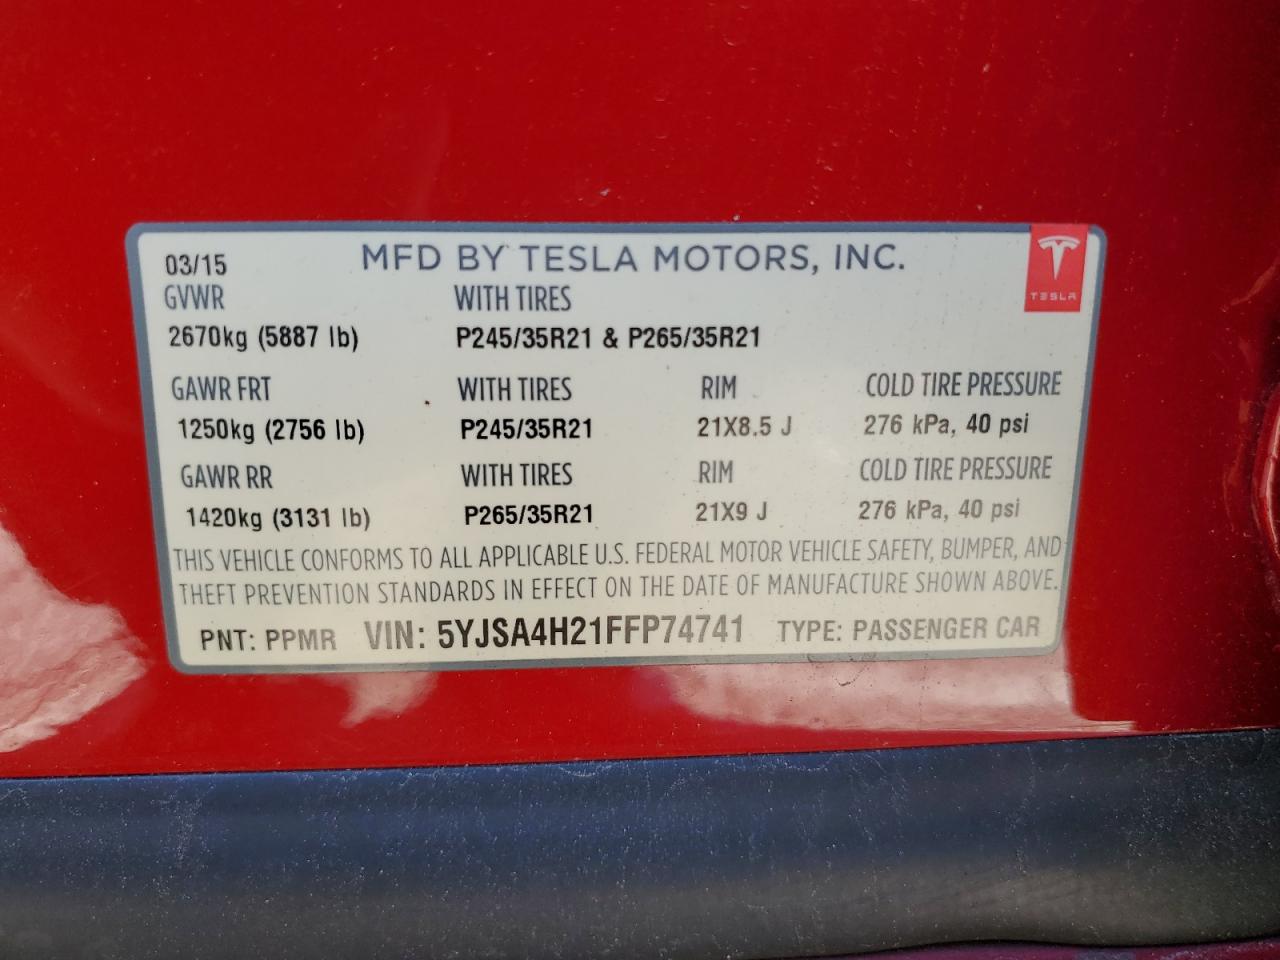 03/15 MFD BY TESLA MOTORS, INC.
TESLA
GVWR WITH TIRES
2670kg (5887 lb) P245/35R21 & P265/35R21
GAWR FRT WITH TIRES RIM COLD TIRE PRESSURE
1250kg (2756 lb) P245/35R21 21X8.5 J 276 kPa, 40 psi
GAWR RR WITH TIRES RIM COLD TIRE PRESSURE
1420kg (3131 lb) P265/35R21 21X9 J 276 kPa, 40 psi
THIS VEHICLE CONFORMS TO ALL APPLICABLE U.S. FEDERAL MOTOR VEHICLE SAFETY, BUMPER, AND
THEFT PREVENTION STANDARDS IN EFFECT ON THE DATE OF MANUFACTURE SHOWN ABOVE.
PNT: PPMR VIN: 5YJSA4H21FFP74741 TYPE: PASSENGER CAR